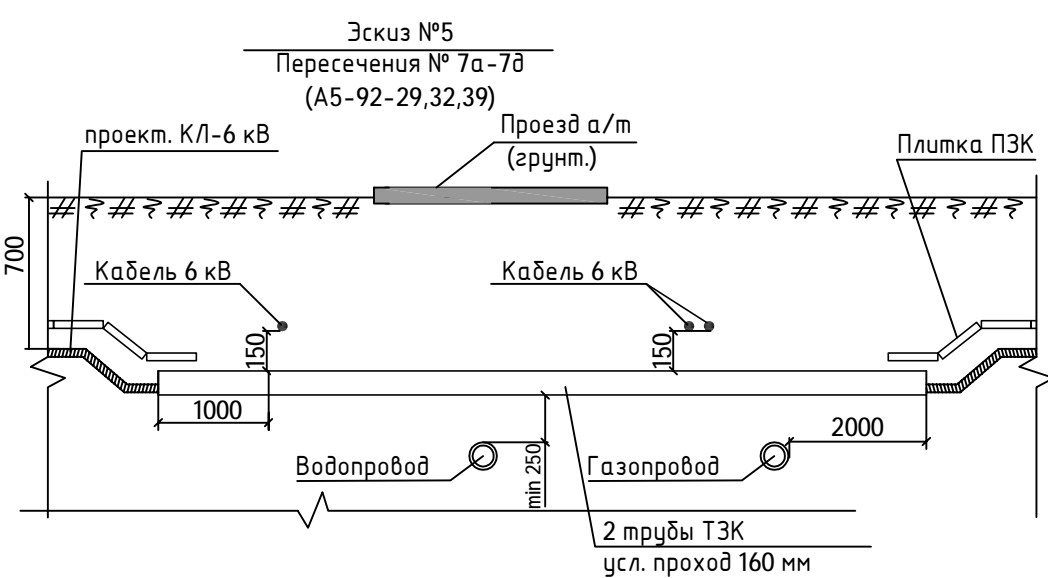 Эскиз №5
Пересечения № 7а-7д
(А5-92-29,32,39)
проект. КЛ-6 кВ
Проезд а/т
(грунт.)
Плитка ПЗК
700
Кабель 6 кВ
Кабель 6 кВ
150
150
1000
2000
Водопровод
min 250
Газопровод
2 трубы ТЗК
усл. проход 160 мм